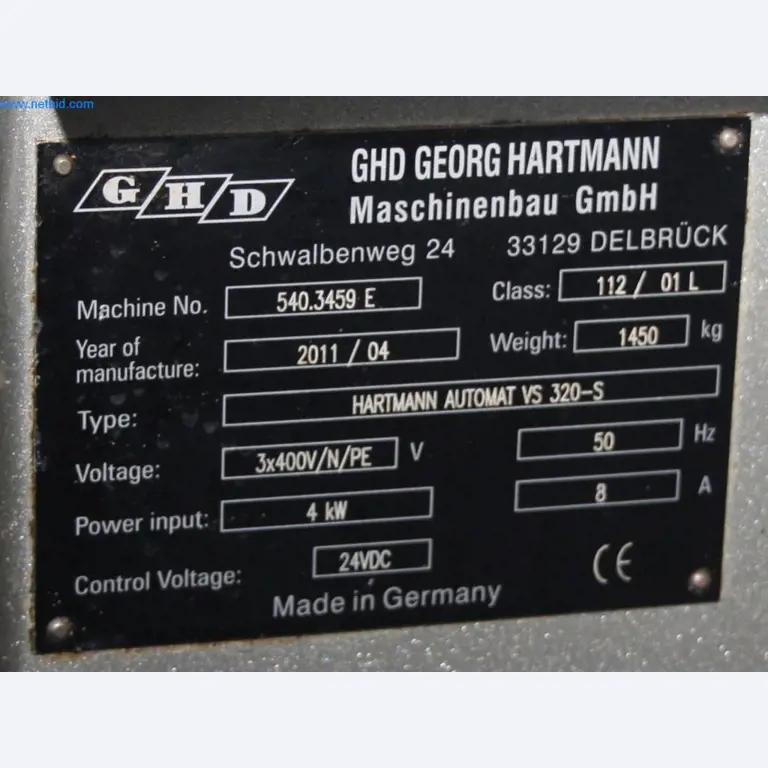 www.netbid.com
GHD
GHD GEORG HARTMANN
Maschinenbau GmbH
Schwalbenweg 24 33129 DELBRÜCK
Machine No. 540.3459 E Class: 112 / 01 L
Year of manufacture: 2011 / 04 Weight: 1450 kg
Type: HARTMANN AUTOMAT VS 320-S
Voltage: 3x400V/N/PE V 50 Hz
Power input: 4 kW 8 A
Control Voltage: 24VDC CE
Made in Germany